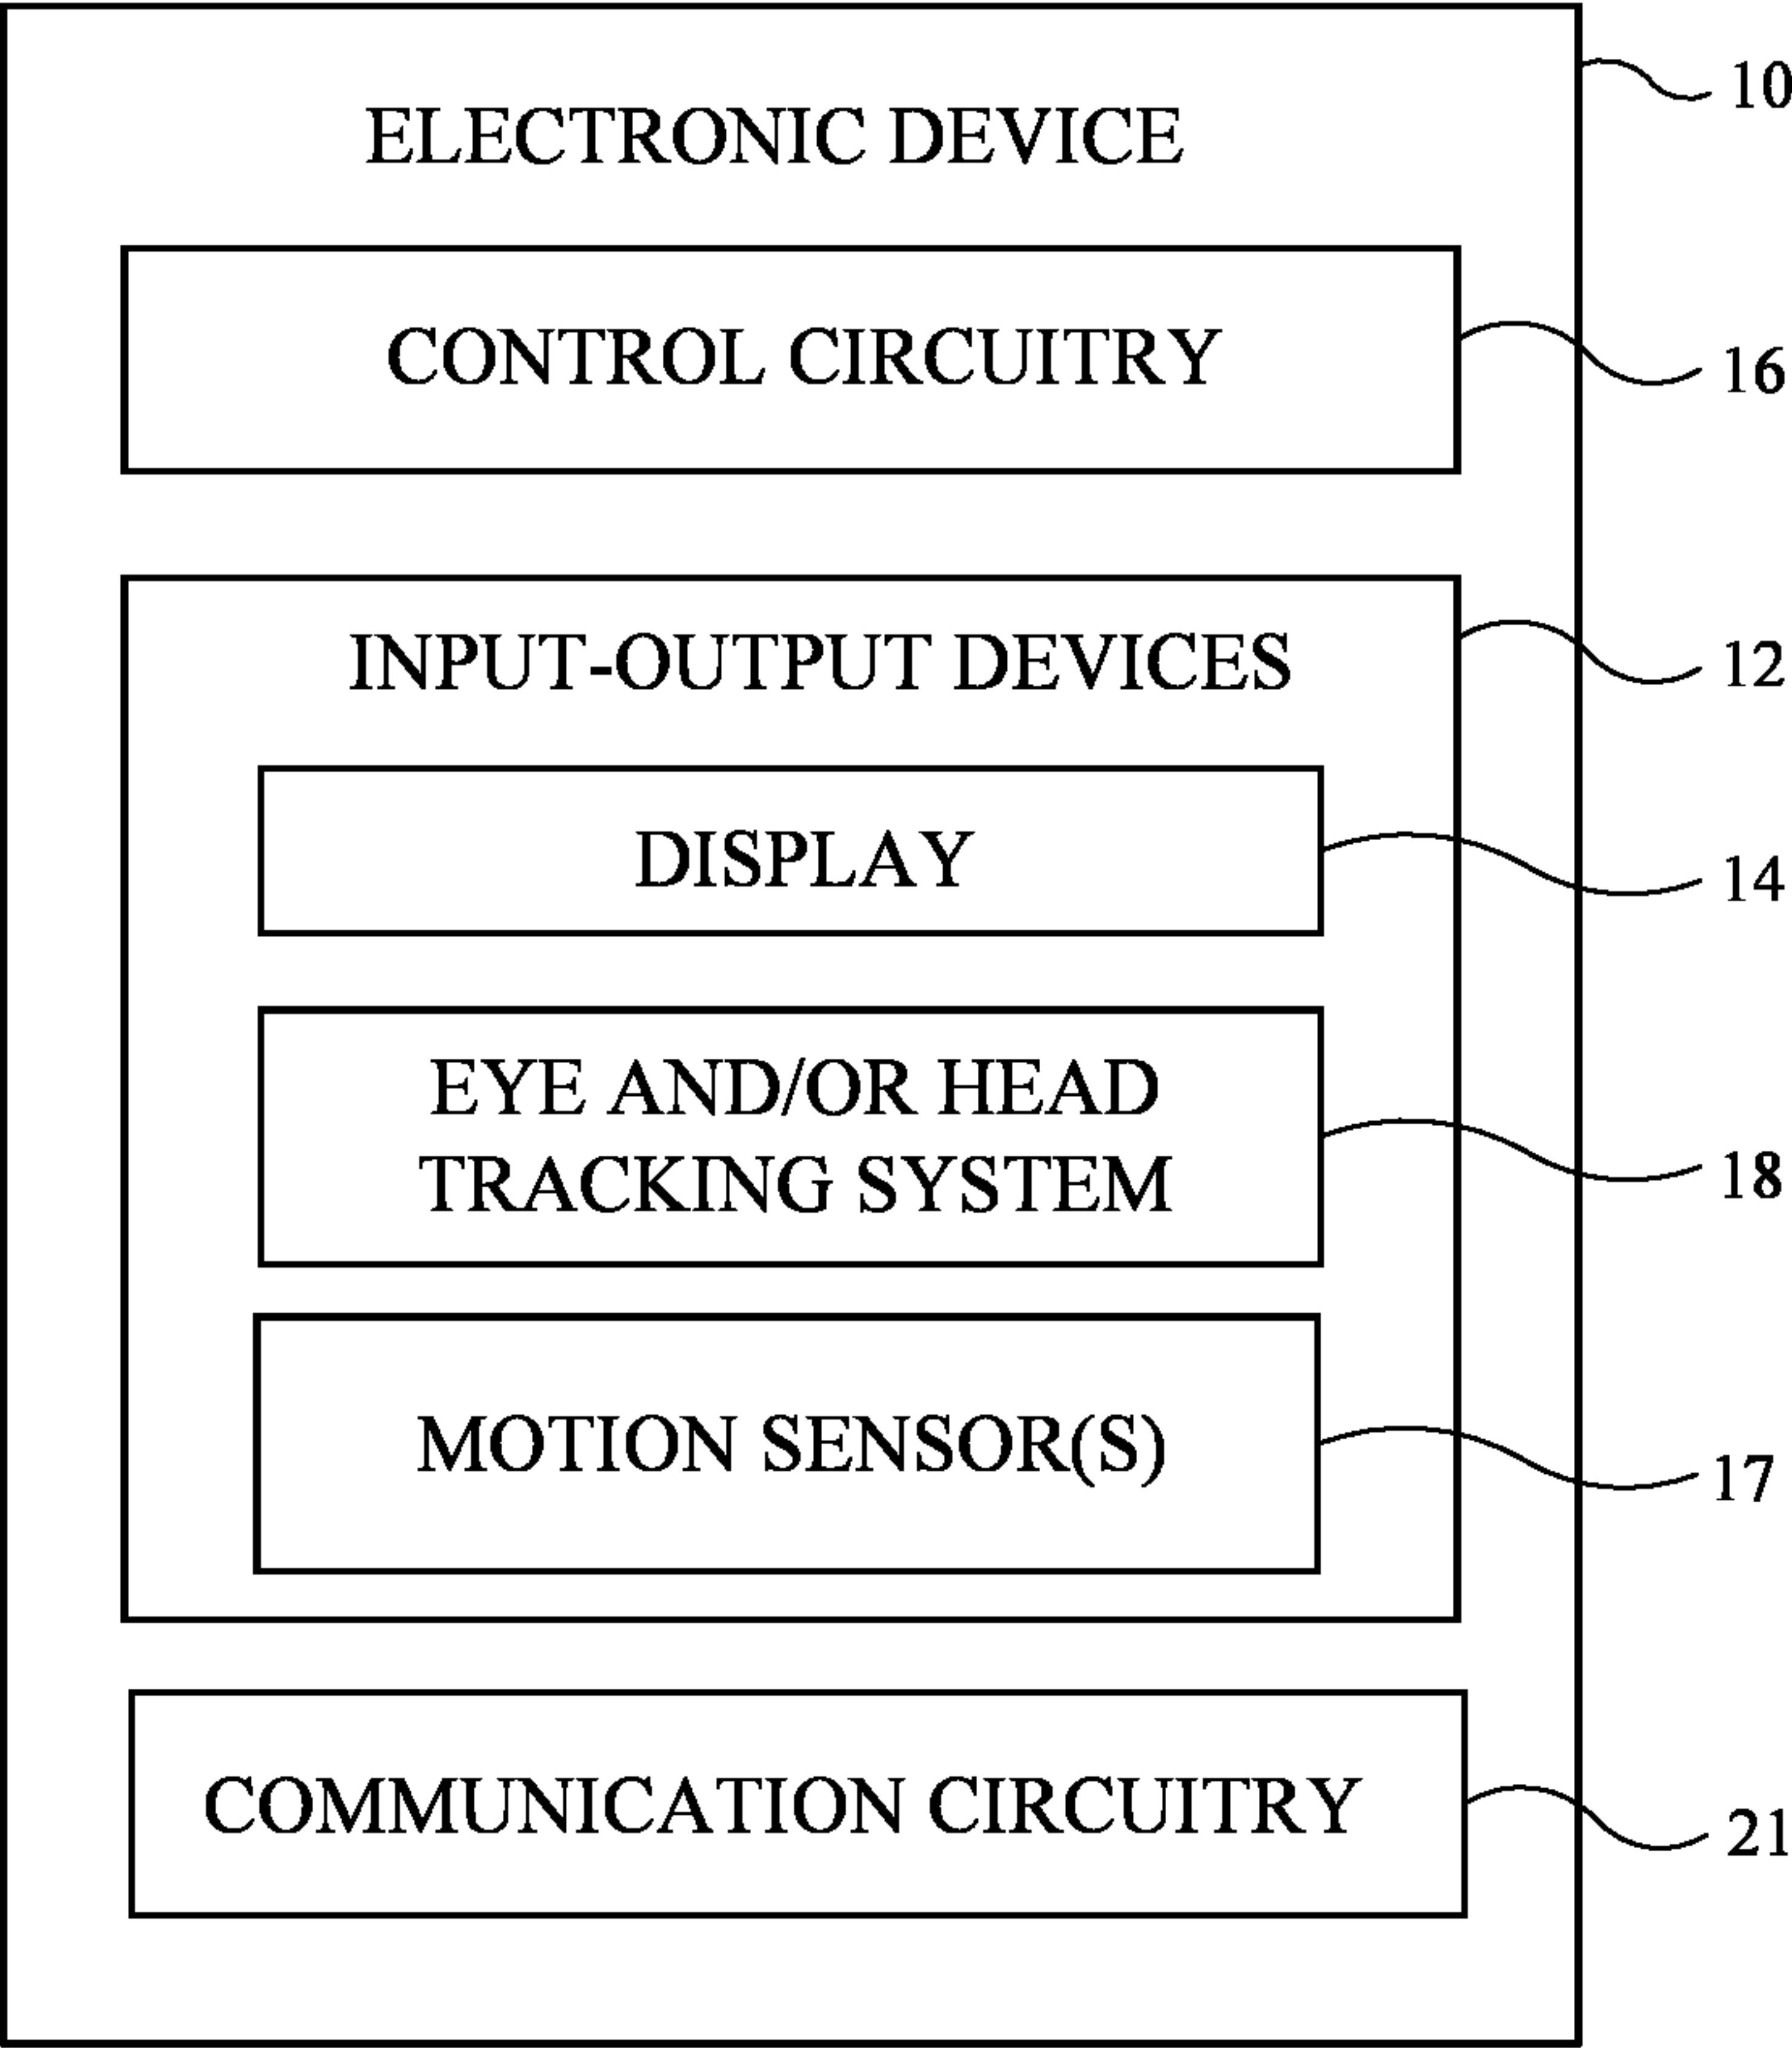 ELECTRONIC DEVICE
10
CONTROL CIRCUITRY
16
INPUT-OUTPUT DEVICES
12
DISPLAY
14
EYE AND/OR HEAD
TRACKING SYSTEM
18
MOTION SENSOR(S)
17
COMMUNICATION CIRCUITRY
21